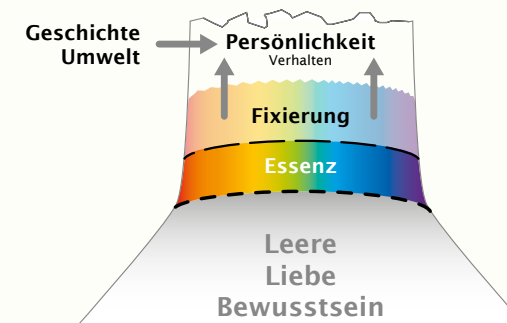 Geschichte
Umwelt
Persönlichkeit
Verhalten
Fixierung
Essenz
Leere
Liebe
Bewusstsein